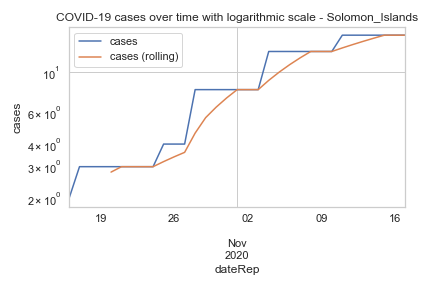 COVID-19 cases over time with logarithmic scale - Solomon_Islands
cases
cases (rolling)
10¹
6 × 10⁰
4 × 10⁰
3 × 10⁰
2 × 10⁰
cases
19 26 02 09 16
Nov
2020
dateRep